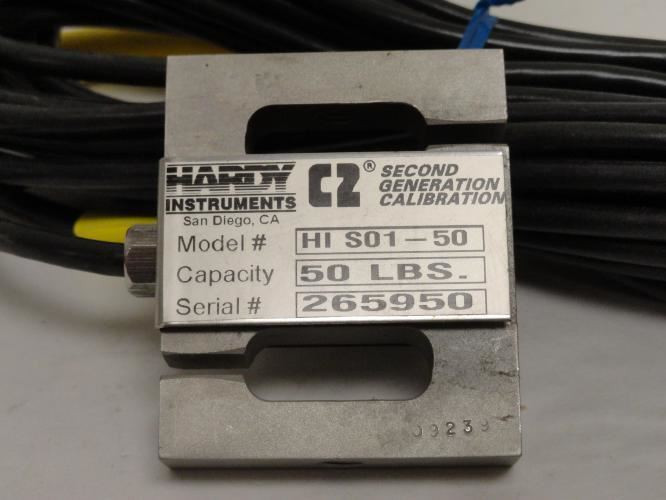 HARDY
INSTRUMENTS
San Diego, CA
C2® SECOND
GENERATION
CALIBRATION
Model # HI S01-50
Capacity 50 LBS.
Serial # 265950